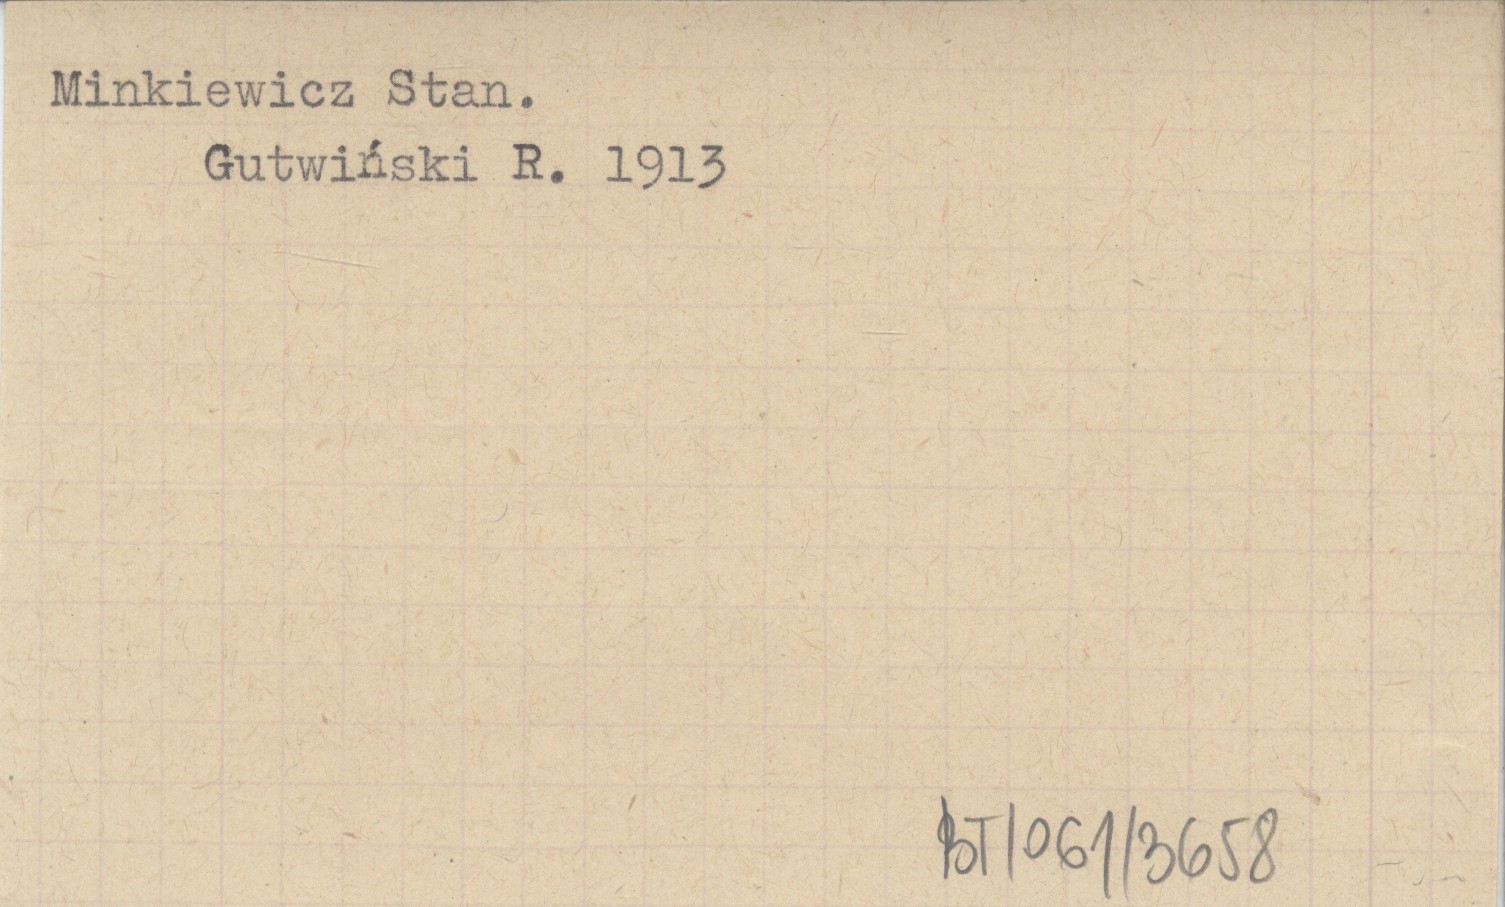 Minkiewicz Stan.
Gutwiński R. 1913
BT/061/3658